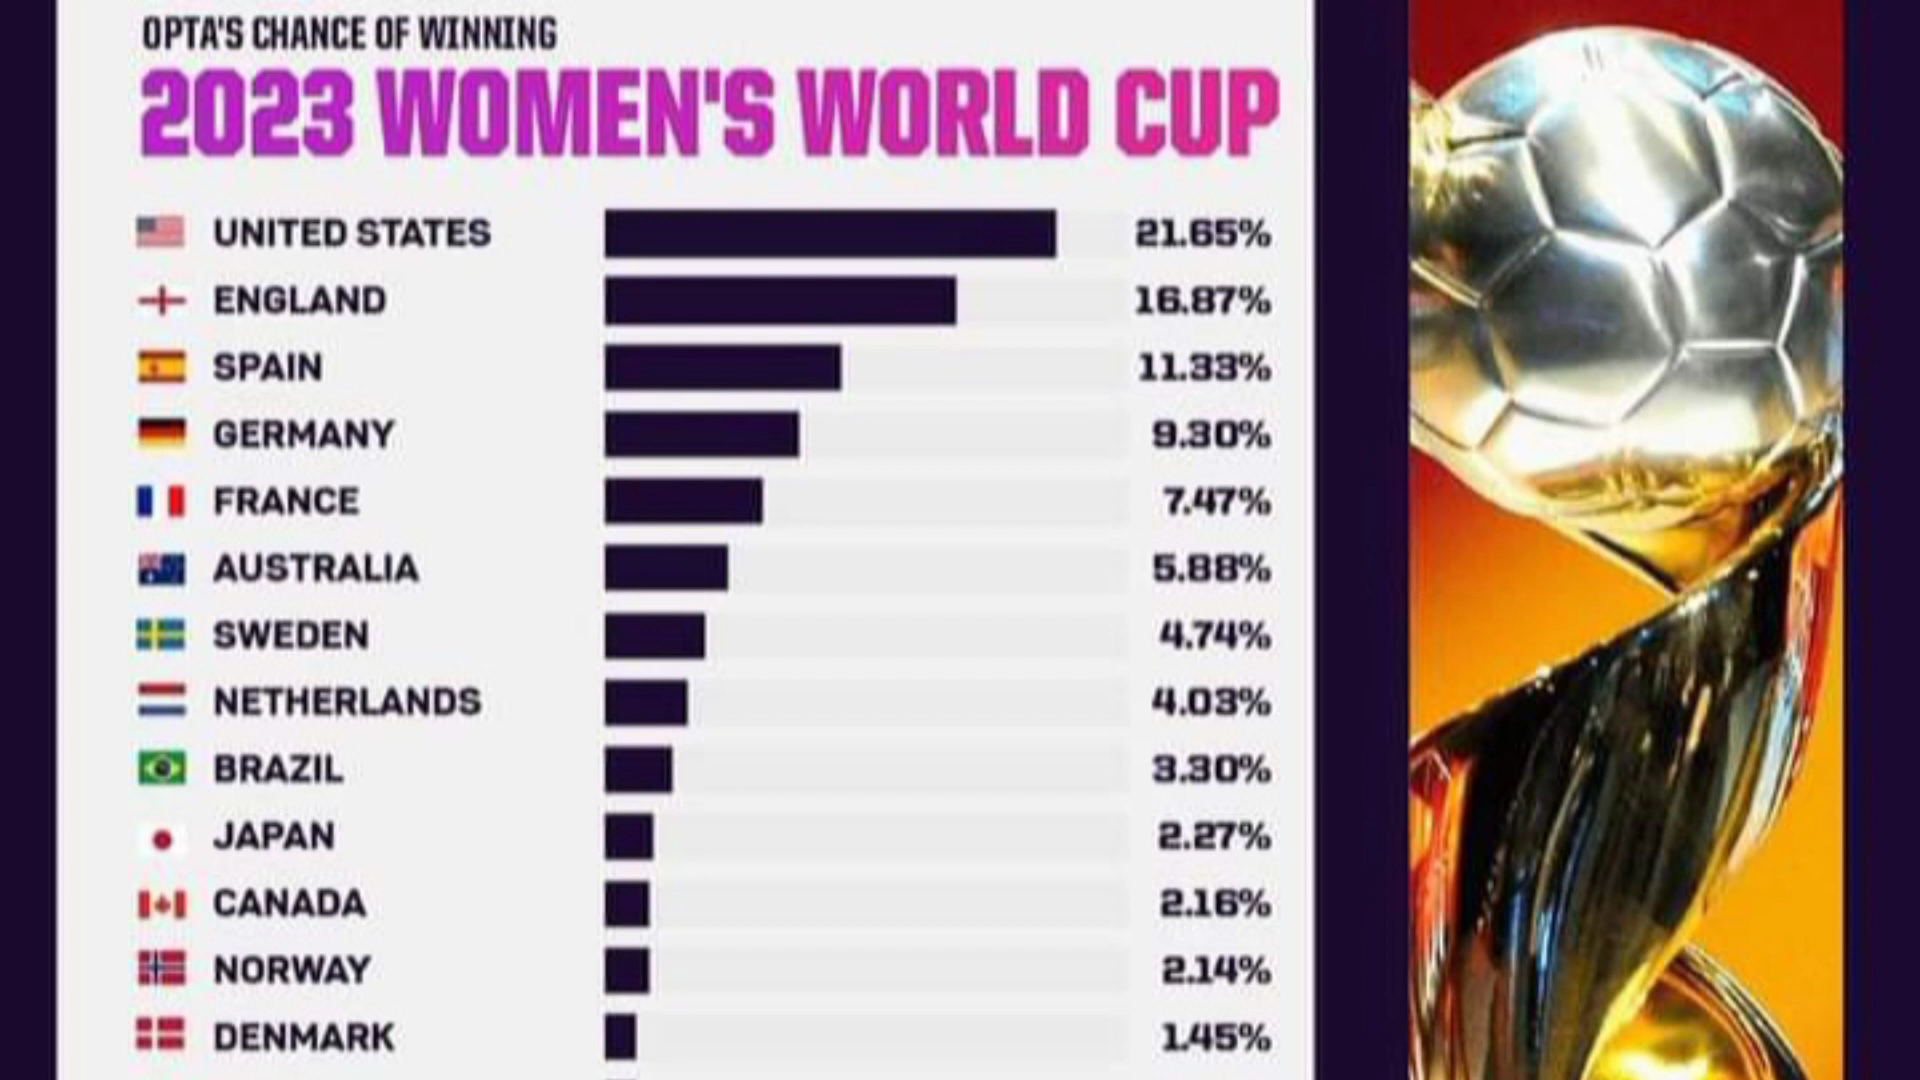 OPTA'S CHANCE OF WINNING
2023 WOMEN'S WORLD CUP
UNITED STATES 21.65%
ENGLAND 16.87%
SPAIN 11.33%
GERMANY 9.30%
FRANCE 7.47%
AUSTRALIA 5.88%
SWEDEN 4.74%
NETHERLANDS 4.03%
BRAZIL 3.30%
JAPAN 2.27%
CANADA 2.16%
NORWAY 2.14%
DENMARK 1.45%